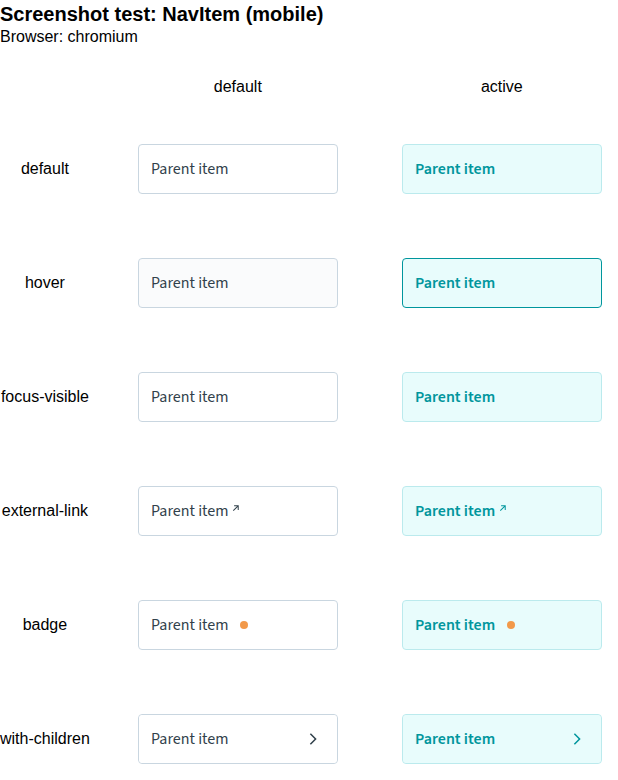 Screenshot test: NavItem (mobile)
Browser: chromium
default active
default Parent item Parent item
hover Parent item Parent item
focus-visible Parent item Parent item
external-link Parent item Parent item
badge Parent item Parent item
with-children Parent item Parent item